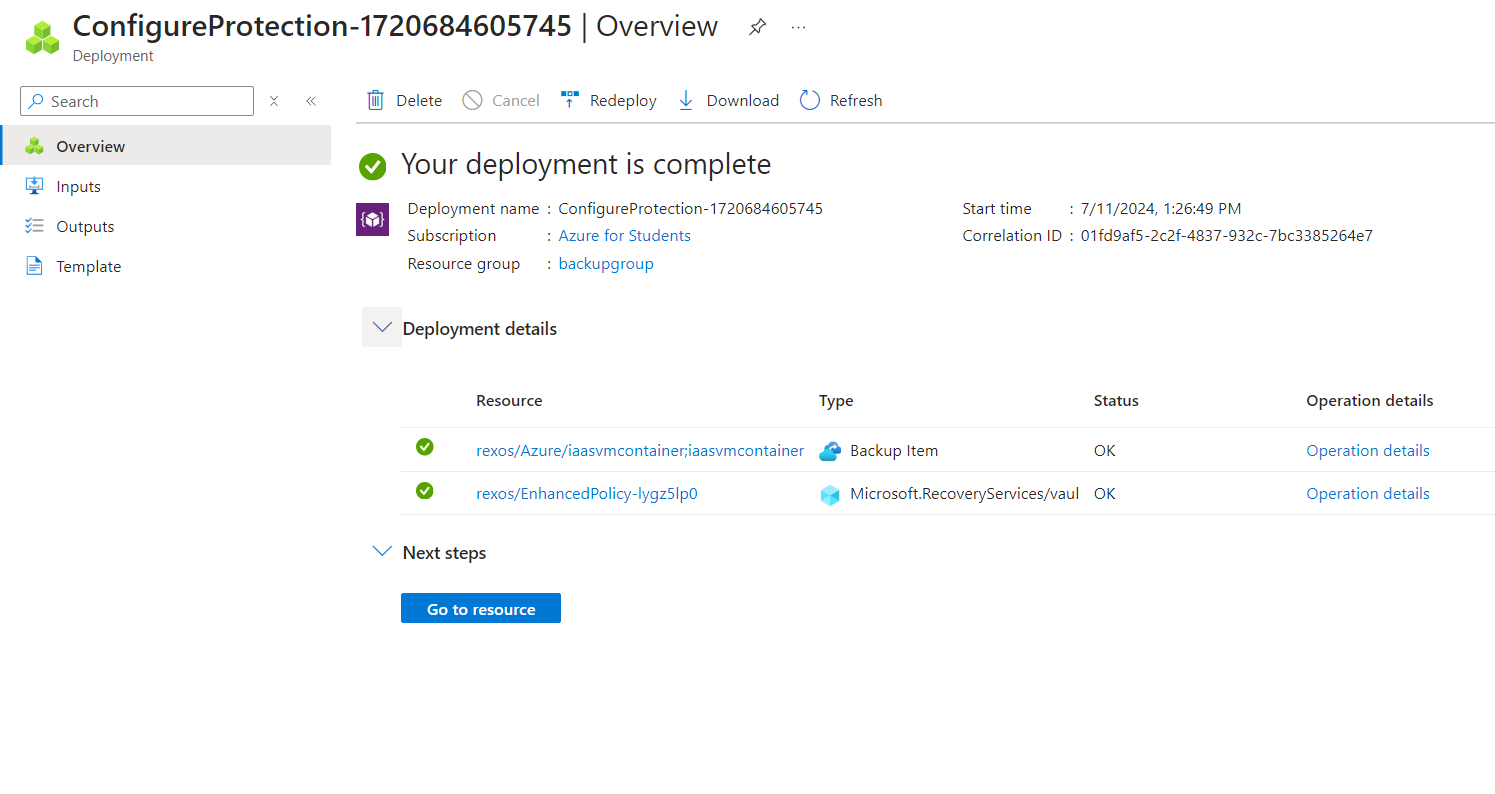 ConfigureProtection-1720684605745 | Overview
Deployment
Search
Overview
Inputs
Outputs
Template
Delete Cancel Redeploy Download Refresh
Your deployment is complete
Deployment name : ConfigureProtection-1720684605745 Start time : 7/11/2024, 1:26:49 PM
Subscription : Azure for Students Correlation ID : 01fd9af5-2c2f-4837-932c-7bc3385264e7
Resource group : backupgroup
Deployment details
Resource Type Status Operation details
rexos/Azure/iaasvmcontainer;iaasvmcontainer Backup Item OK Operation details
rexos/EnhancedPolicy-lygz5lp0 Microsoft.RecoveryServices/vaul OK Operation details
Next steps
Go to resource